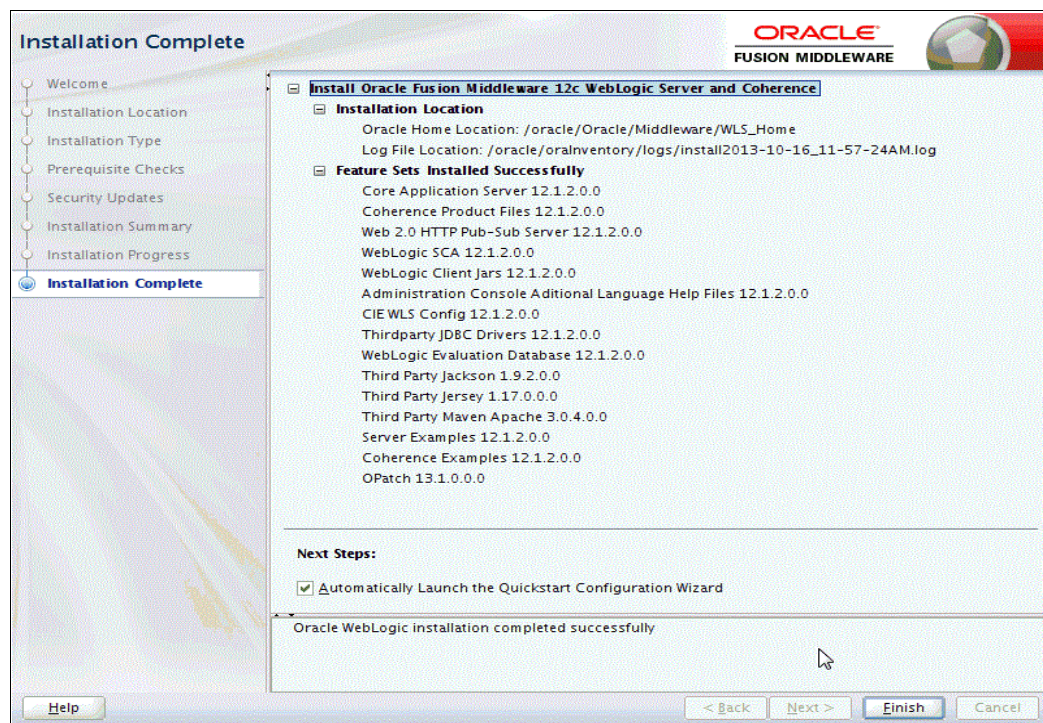 Installation Complete
ORACLE
FUSION MIDDLEWARE
Welcome
Installation Location
Installation Type
Prerequisite Checks
Security Updates
Installation Summary
Installation Progress
Installation Complete
Install Oracle Fusion Middleware 12c WebLogic Server and Coherence
Installation Location
Oracle Home Location: /oracle/Oracle/Middleware/WLS_Home
Log File Location: /oracle/oraInventory/logs/install2013-10-16_11-57-24AM.log
Feature Sets Installed Successfully
Core Application Server 12.1.2.0.0
Coherence Product Files 12.1.2.0.0
Web 2.0 HTTP Pub-Sub Server 12.1.2.0.0
WebLogic SCA 12.1.2.0.0
WebLogic Client Jars 12.1.2.0.0
Administration Console Aditional Language Help Files 12.1.2.0.0
CIE WLS Config 12.1.2.0.0
Thirdparty JDBC Drivers 12.1.2.0.0
WebLogic Evaluation Database 12.1.2.0.0
Third Party Jackson 1.9.2.0.0
Third Party Jersey 1.17.0.0.0
Third Party Maven Apache 3.0.4.0.0
Server Examples 12.1.2.0.0
Coherence Examples 12.1.2.0.0
OPatch 13.1.0.0.0
Next Steps:
Automatically Launch the Quickstart Configuration Wizard
Oracle WebLogic installation completed successfully
Help
< Back
Next >
Finish
Cancel